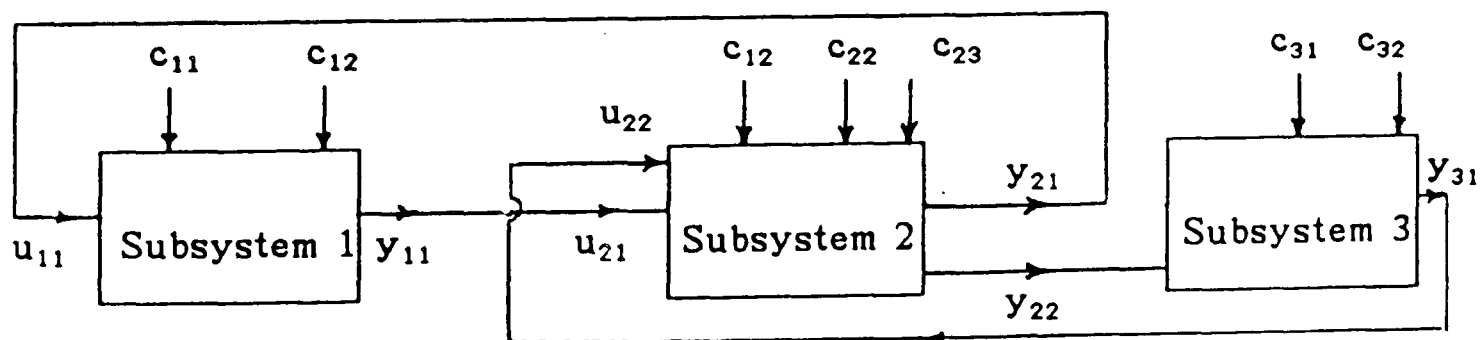 c₁₁ c₁₂ c₁₂ c₂₂ c₂₃ c₃₁ c₃₂
u₂₂
y₂₁ y₃₁
u₁₁ Subsystem 1 y₁₁ u₂₁ Subsystem 2 Subsystem 3
y₂₂